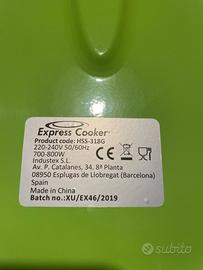 Express Cooker
Product code: HSS-318G
220-240V 50/60Hz
700-800W
Industex S.L.
Av. P. Catalanes, 34. 8ª Planta
08950 Esplugas de Llobregat (Barcelona)
Spain
Made in China
Batch no.:XU/EX46/2019
CE
subito